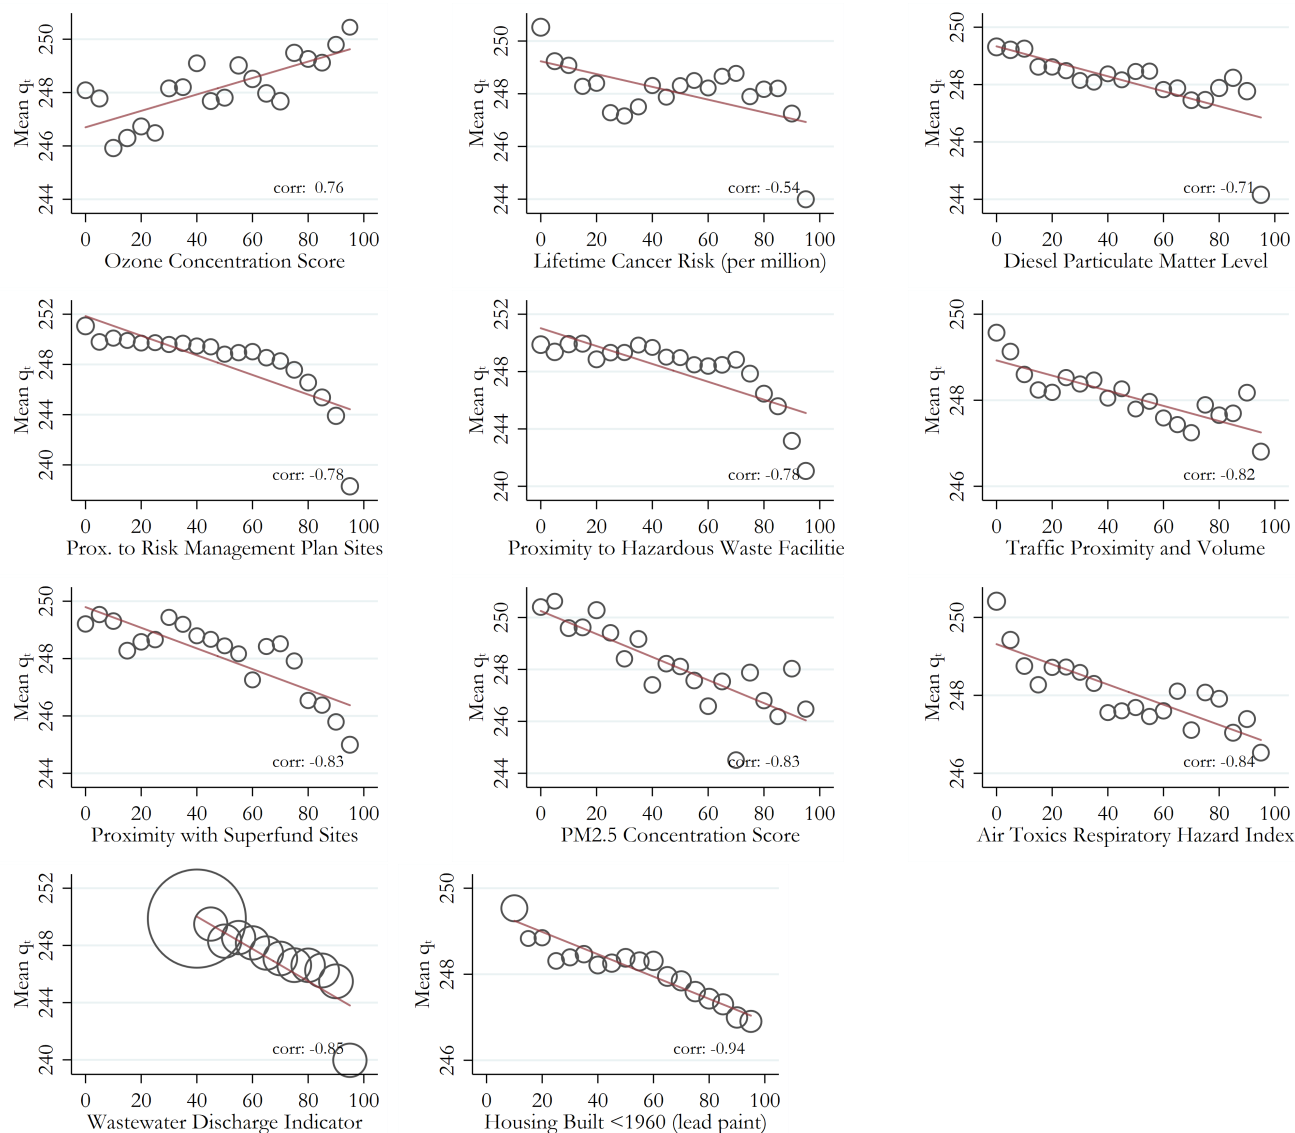 250
248
246
244
Mean qt
corr: 0.76
0 20 40 60 80 100
Ozone Concentration Score
250
248
246
244
Mean qt
corr: -0.54
0 20 40 60 80 100
Lifetime Cancer Risk (per million)
250
248
246
244
Mean qt
corr: -0.71
0 20 40 60 80 100
Diesel Particulate Matter Level
252
248
244
240
Mean qt
corr: -0.78
0 20 40 60 80 100
Prox. to Risk Management Plan Sites
252
248
244
240
Mean qt
corr: -0.78
0 20 40 60 80 100
Proximity to Hazardous Waste Facilitie
250
248
246
Mean qt
corr: -0.82
0 20 40 60 80 100
Traffic Proximity and Volume
250
248
246
244
Mean qt
corr: -0.83
0 20 40 60 80 100
Proximity with Superfund Sites
250
248
246
244
Mean qt
corr: -0.83
0 20 40 60 80 100
PM2.5 Concentration Score
250
248
246
Mean qt
corr: -0.84
0 20 40 60 80 100
Air Toxics Respiratory Hazard Index
252
248
244
240
Mean qt
corr: -0.85
0 20 40 60 80 100
Wastewater Discharge Indicator
250
248
246
Mean qt
corr: -0.94
0 20 40 60 80 100
Housing Built <1960 (lead paint)